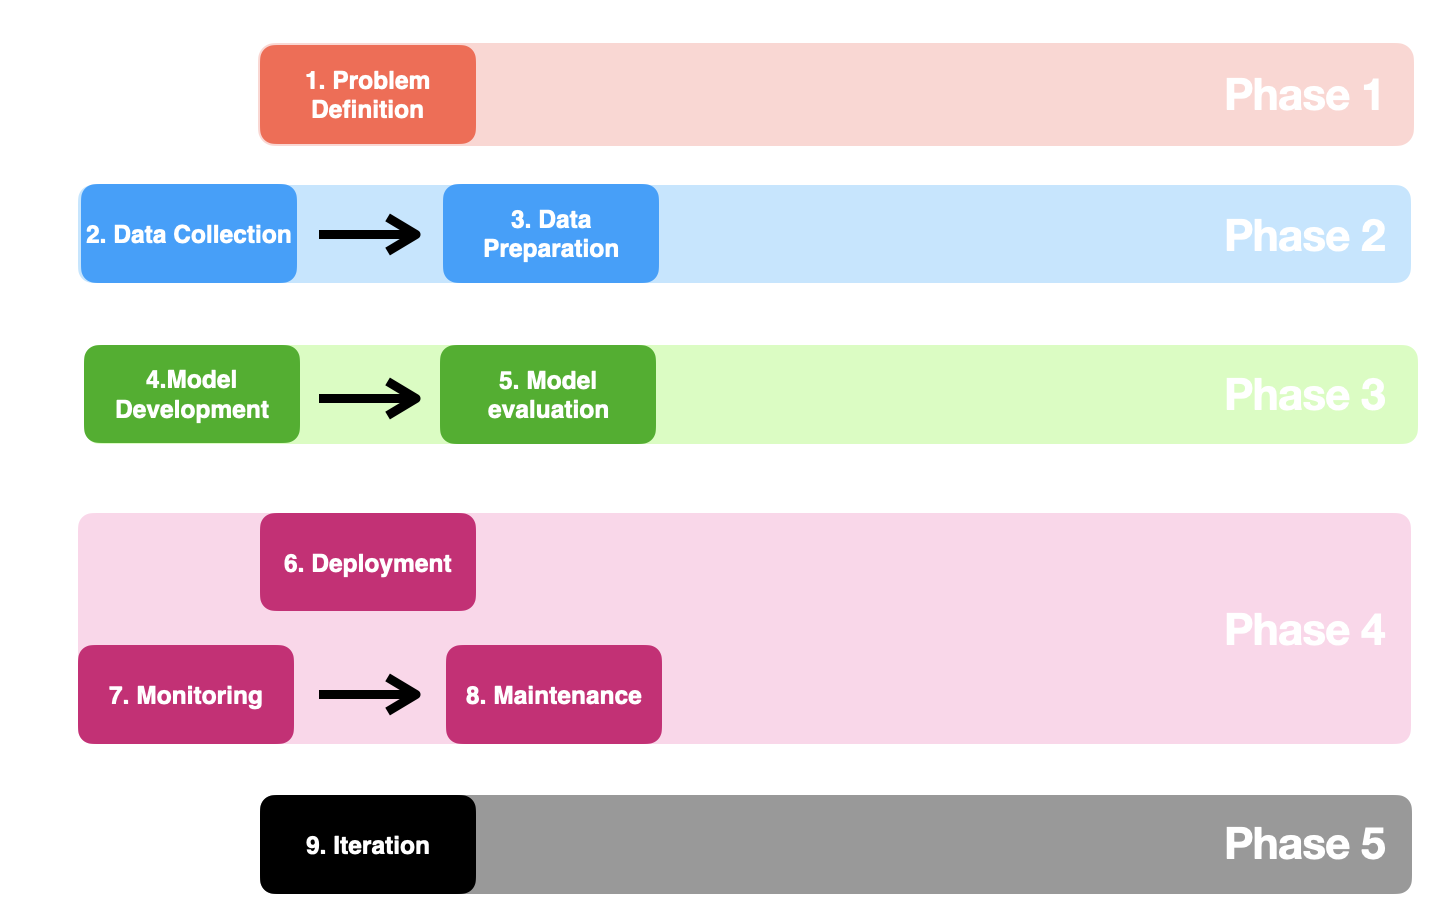 1. Problem
Definition
Phase 1
2. Data Collection
3. Data
Preparation
Phase 2
4.Model
Development
5. Model
evaluation
Phase 3
6. Deployment
7. Monitoring
8. Maintenance
Phase 4
9. Iteration
Phase 5